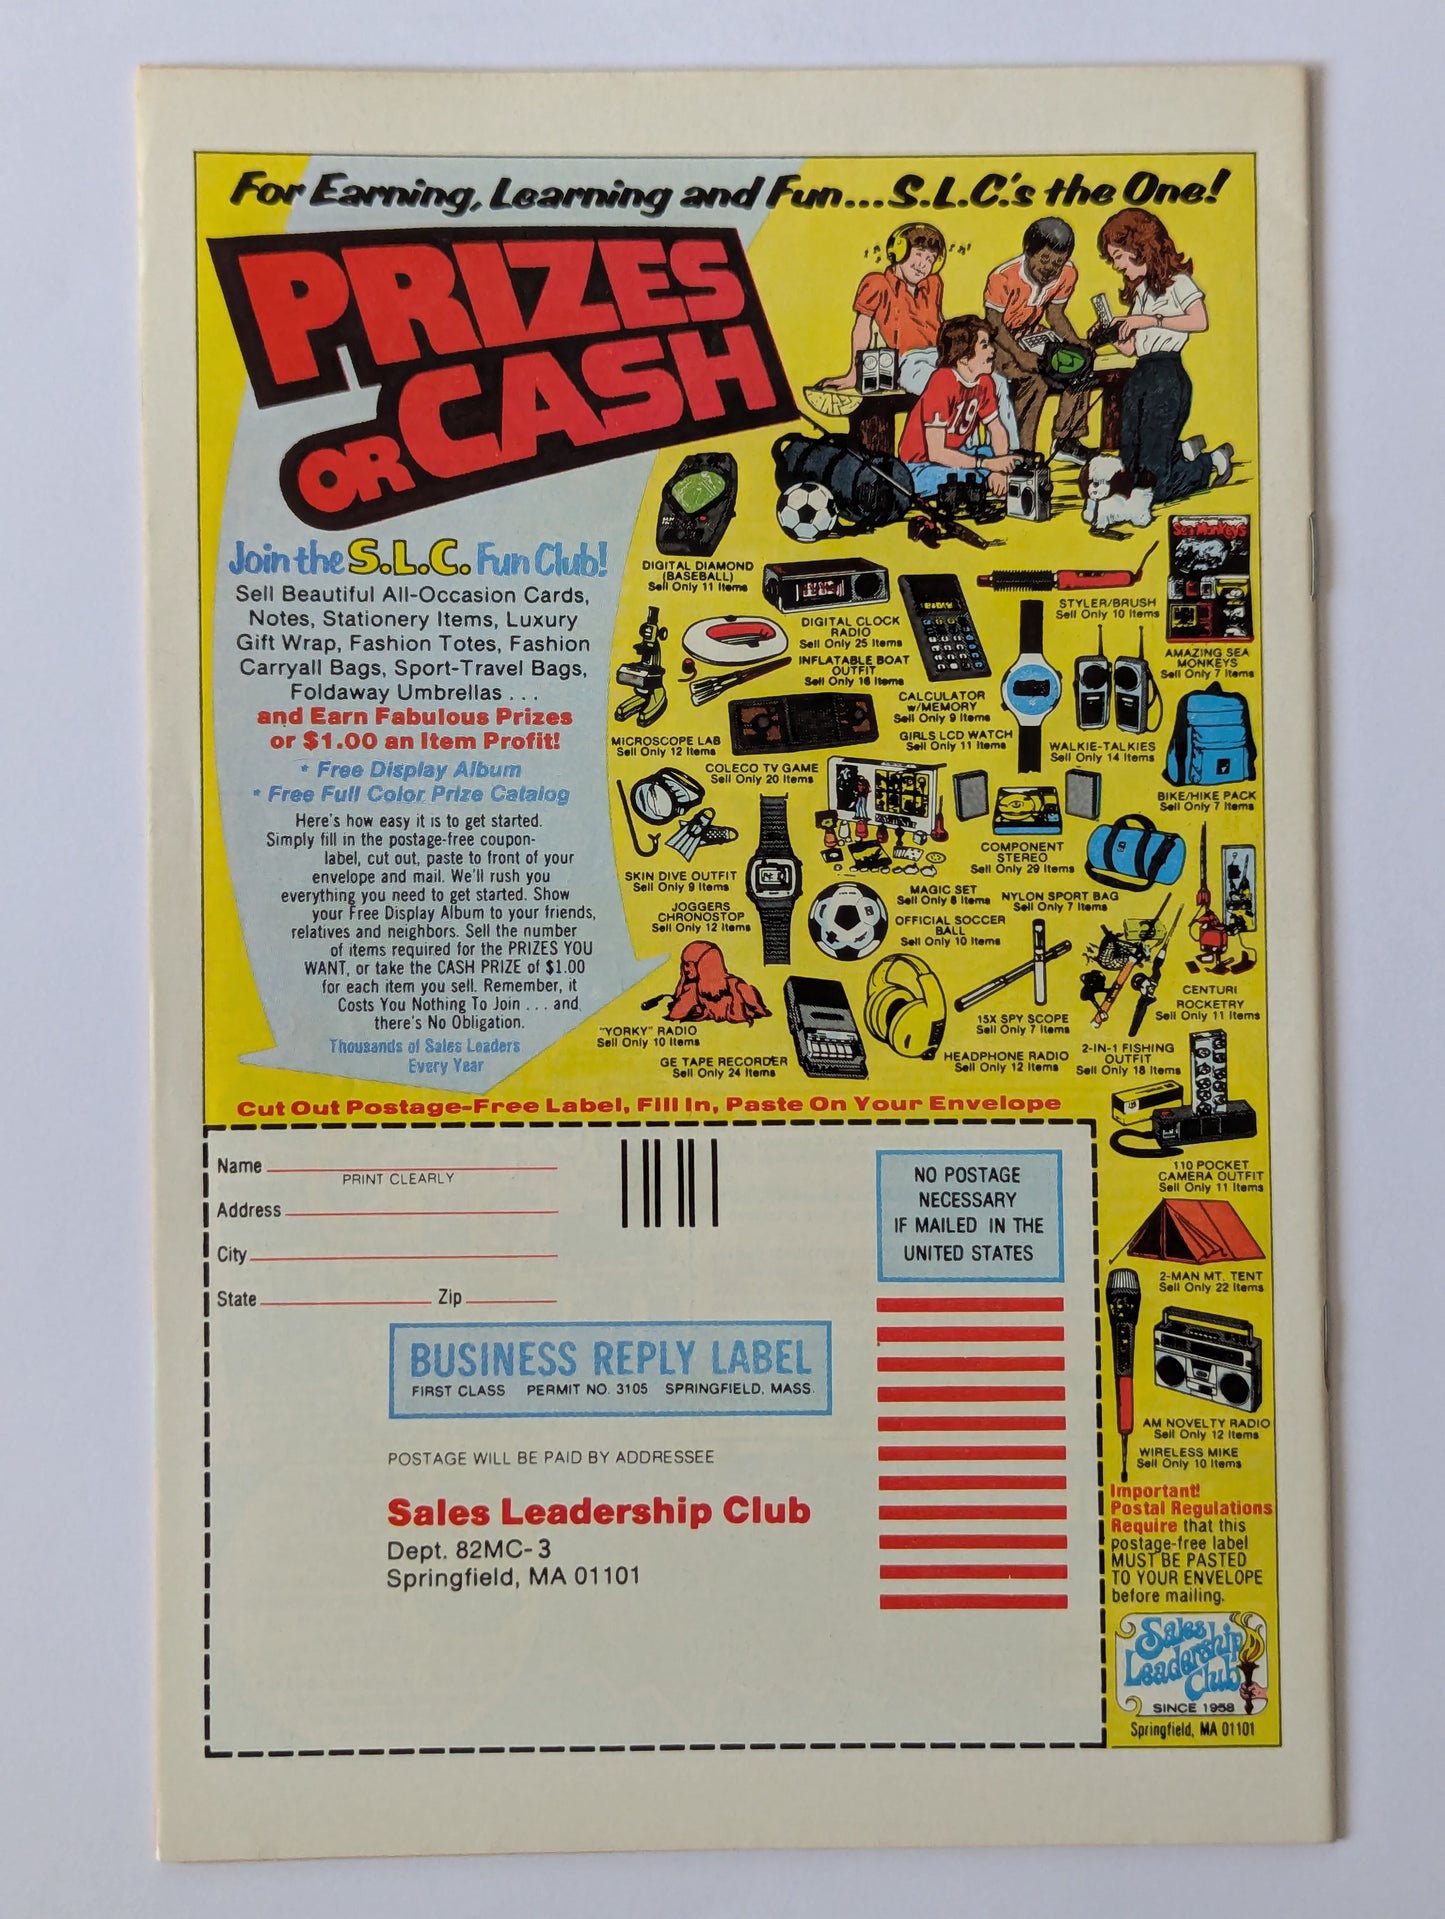 For Earning, Learning and Fun...S.L.C.'s the One!
PRIZES
OR CASH
Join the S.L.C. Fun Club!
Sell Beautiful All-Occasion Cards,
Notes, Stationery Items, Luxury
Gift Wrap, Fashion Totes, Fashion
Carryall Bags, Sport-Travel Bags,
Foldaway Umbrellas . . .
and Earn Fabulous Prizes
or $1.00 an Item Profit!
* Free Display Album
* Free Full Color Prize Catalog
Here's how easy it is to get started.
Simply fill in the postage-free coupon-
label, cut out, paste to front of your
envelope and mail. We'll rush you
everything you need to get started. Show
your Free Display Album to your friends,
relatives and neighbors. Sell the number
of items required for the PRIZES YOU
WANT, or take the CASH PRIZE of $1.00
for each item you sell. Remember, it
Costs You Nothing To Join . . . and
there's No Obligation.
Thousands of Sales Leaders
Every Year
19
DIGITAL DIAMOND
(BASEBALL)
Sell Only 11 Items
DIGITAL CLOCK
RADIO
Sell Only 25 Items
STYLER/BRUSH
Sell Only 10 Items
Sea Monkeys
AMAZING SEA
MONKEYS
Sell Only 7 Items
INFLATABLE BOAT
OUTFIT
Sell Only 16 Items
CALCULATOR
w/MEMORY
Sell Only 9 Items
MICROSCOPE LAB
Sell Only 12 Items
GIRLS LCD WATCH
Sell Only 11 Items
WALKIE-TALKIES
Sell Only 14 Items
COLECO TV GAME
Sell Only 20 Items
BIKE/HIKE PACK
Sell Only 7 Items
SKIN DIVE OUTFIT
Sell Only 9 Items
COMPONENT
STEREO
Sell Only 29 Items
MAGIC SET
Sell Only 8 Items
NYLON SPORT BAG
Sell Only 7 Items
JOGGERS
CHRONOSTOP
Sell Only 12 Items
OFFICIAL SOCCER
BALL
Sell Only 10 Items
CENTURI
ROCKETRY
Sell Only 11 Items
"YORKY" RADIO
Sell Only 10 Items
15X SPY SCOPE
Sell Only 7 Items
GE TAPE RECORDER
Sell Only 24 Items
HEADPHONE RADIO
Sell Only 12 Items
2-IN-1 FISHING
OUTFIT
Sell Only 18 Items
110 POCKET
CAMERA OUTFIT
Sell Only 11 Items
2-MAN MT. TENT
Sell Only 22 Items
AM NOVELTY RADIO
Sell Only 12 Items
WIRELESS MIKE
Sell Only 10 Items
Important!
Postal Regulations
Require that this
postage-free label
MUST BE PASTED
TO YOUR ENVELOPE
before mailing.
Sales
Leadership
Club
SINCE 1958
Springfield, MA 01101
Cut Out Postage-Free Label, Fill In, Paste On Your Envelope
Name
PRINT CLEARLY
Address
City
State Zip
NO POSTAGE
NECESSARY
IF MAILED IN THE
UNITED STATES
BUSINESS REPLY LABEL
FIRST CLASS PERMIT NO. 3105 SPRINGFIELD, MASS.
POSTAGE WILL BE PAID BY ADDRESSEE
Sales Leadership Club
Dept. 82MC-3
Springfield, MA 01101